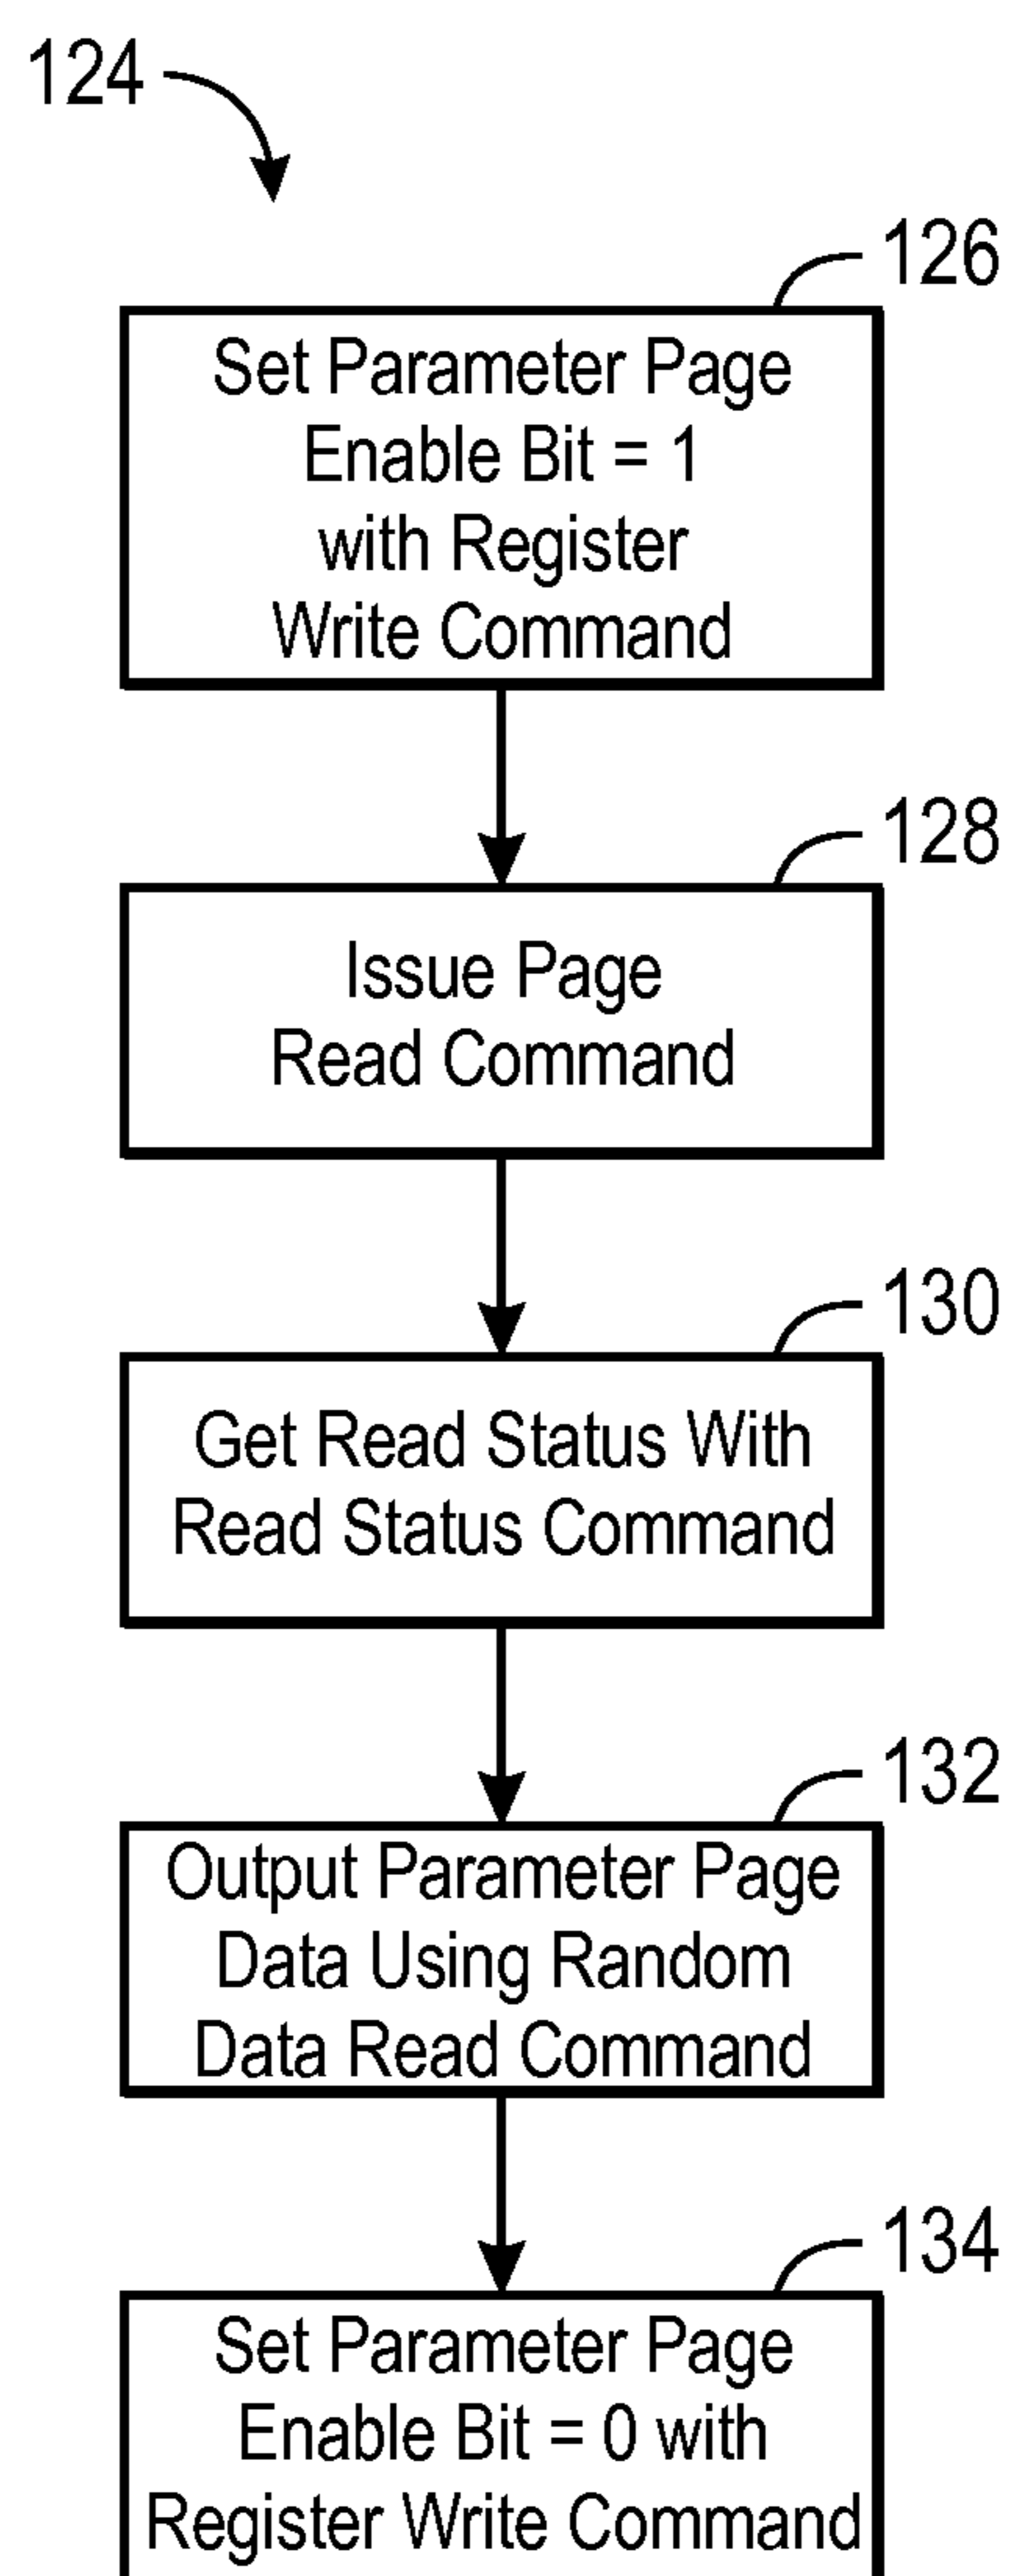 124
126
Set Parameter Page
Enable Bit = 1
with Register
Write Command
128
Issue Page
Read Command
130
Get Read Status With
Read Status Command
132
Output Parameter Page
Data Using Random
Data Read Command
134
Set Parameter Page
Enable Bit = 0 with
Register Write Command